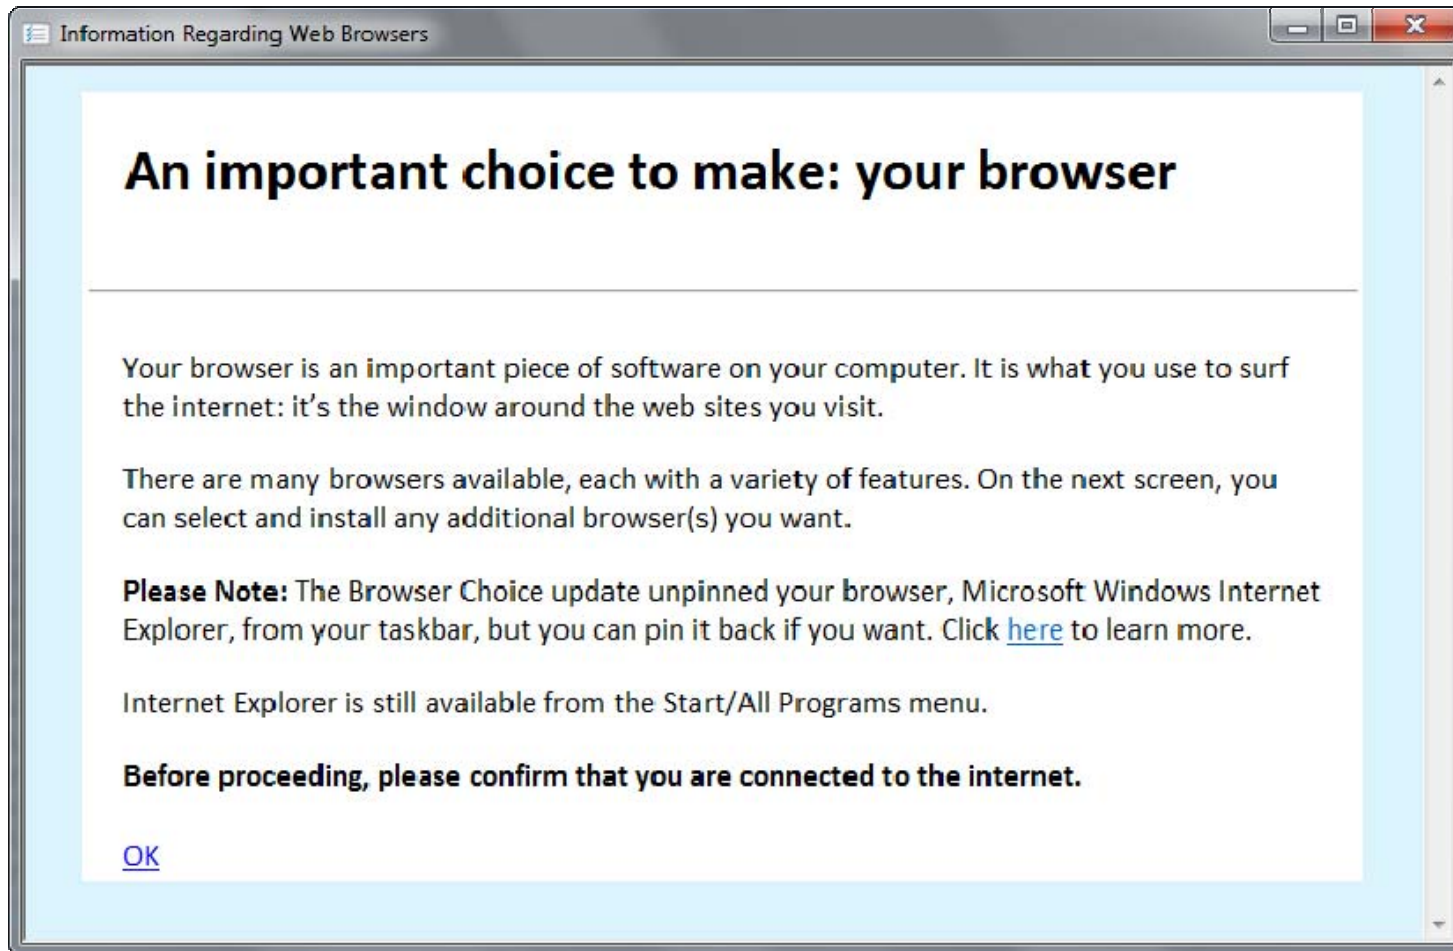 Information Regarding Web Browsers
An important choice to make: your browser
Your browser is an important piece of software on your computer. It is what you use to surf
the internet: it’s the window around the web sites you visit.
There are many browsers available, each with a variety of features. On the next screen, you
can select and install any additional browser(s) you want.
Please Note: The Browser Choice update unpinned your browser, Microsoft Windows Internet
Explorer, from your taskbar, but you can pin it back if you want. Click here to learn more.
Internet Explorer is still available from the Start/All Programs menu.
Before proceeding, please confirm that you are connected to the internet.
OK